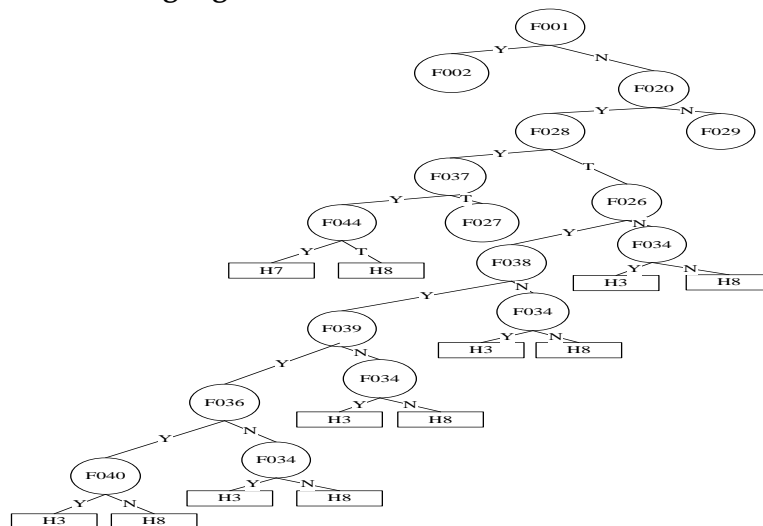 F001
Y N
F002
F020
Y N
F028 F029
Y T
F037
F026
Y T
Y N
F044 F027
F034
Y T
F038
Y N
H7 H8
H3 H8
Y N
F034
F039
Y N
Y N
H3 H8
F034
F036
Y N
H3 H8
Y N
F034
F040
Y N
H3 H8
Y N
H3 H8